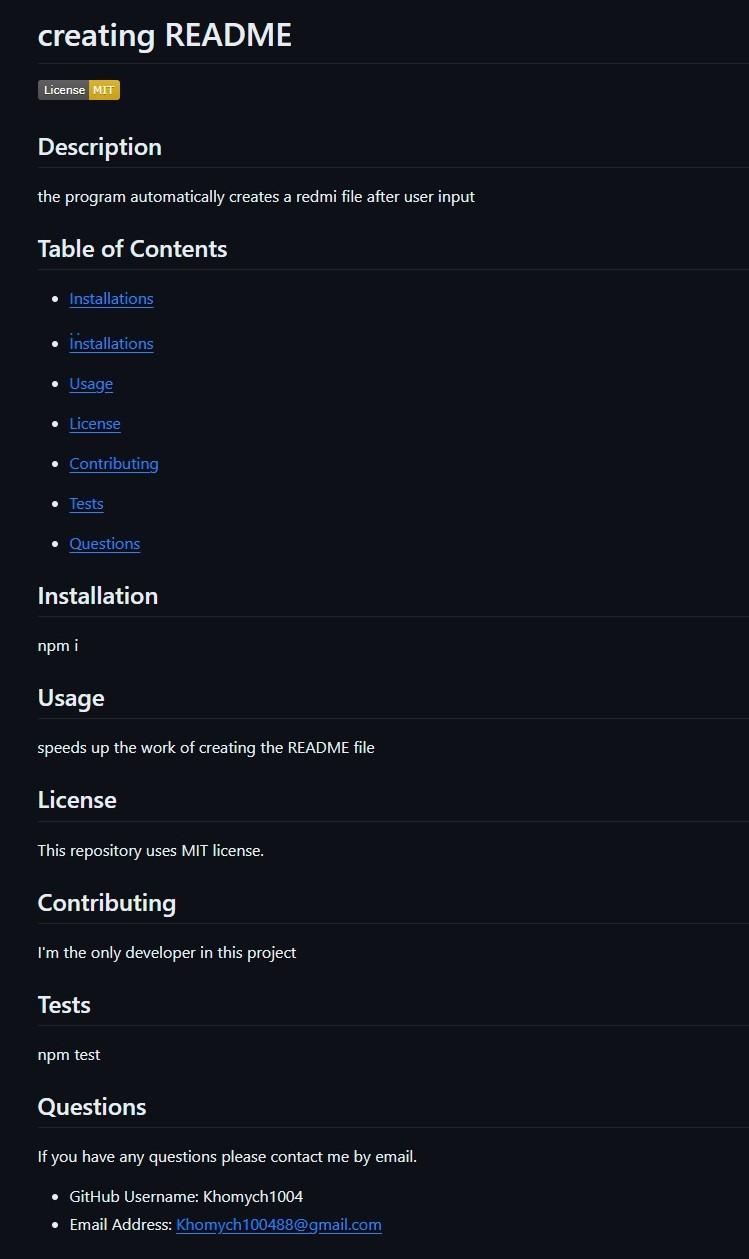 creating README
License MIT
Description
the program automatically creates a redmi file after user input
Table of Contents
Installations
Installations
Usage
License
Contributing
Tests
Questions
Installation
npm i
Usage
speeds up the work of creating the README file
License
This repository uses MIT license.
Contributing
I'm the only developer in this project
Tests
npm test
Questions
If you have any questions please contact me by email.
GitHub Username: Khomych1004
Email Address: Khomych100488@gmail.com